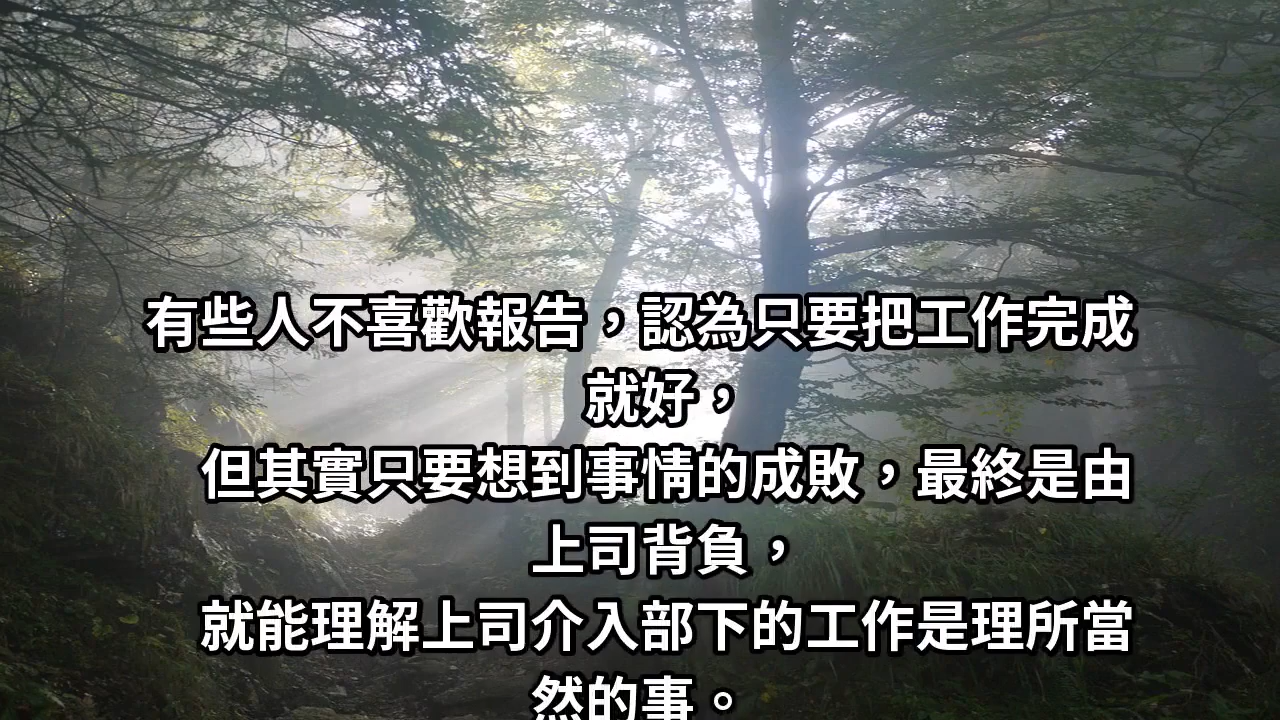 有些人不喜歡報告，認為只要把工作完成
就好，
但其實只要想到事情的成敗，最終是由
上司背負，
就能理解上司介入部下的工作是理所當
然的事。